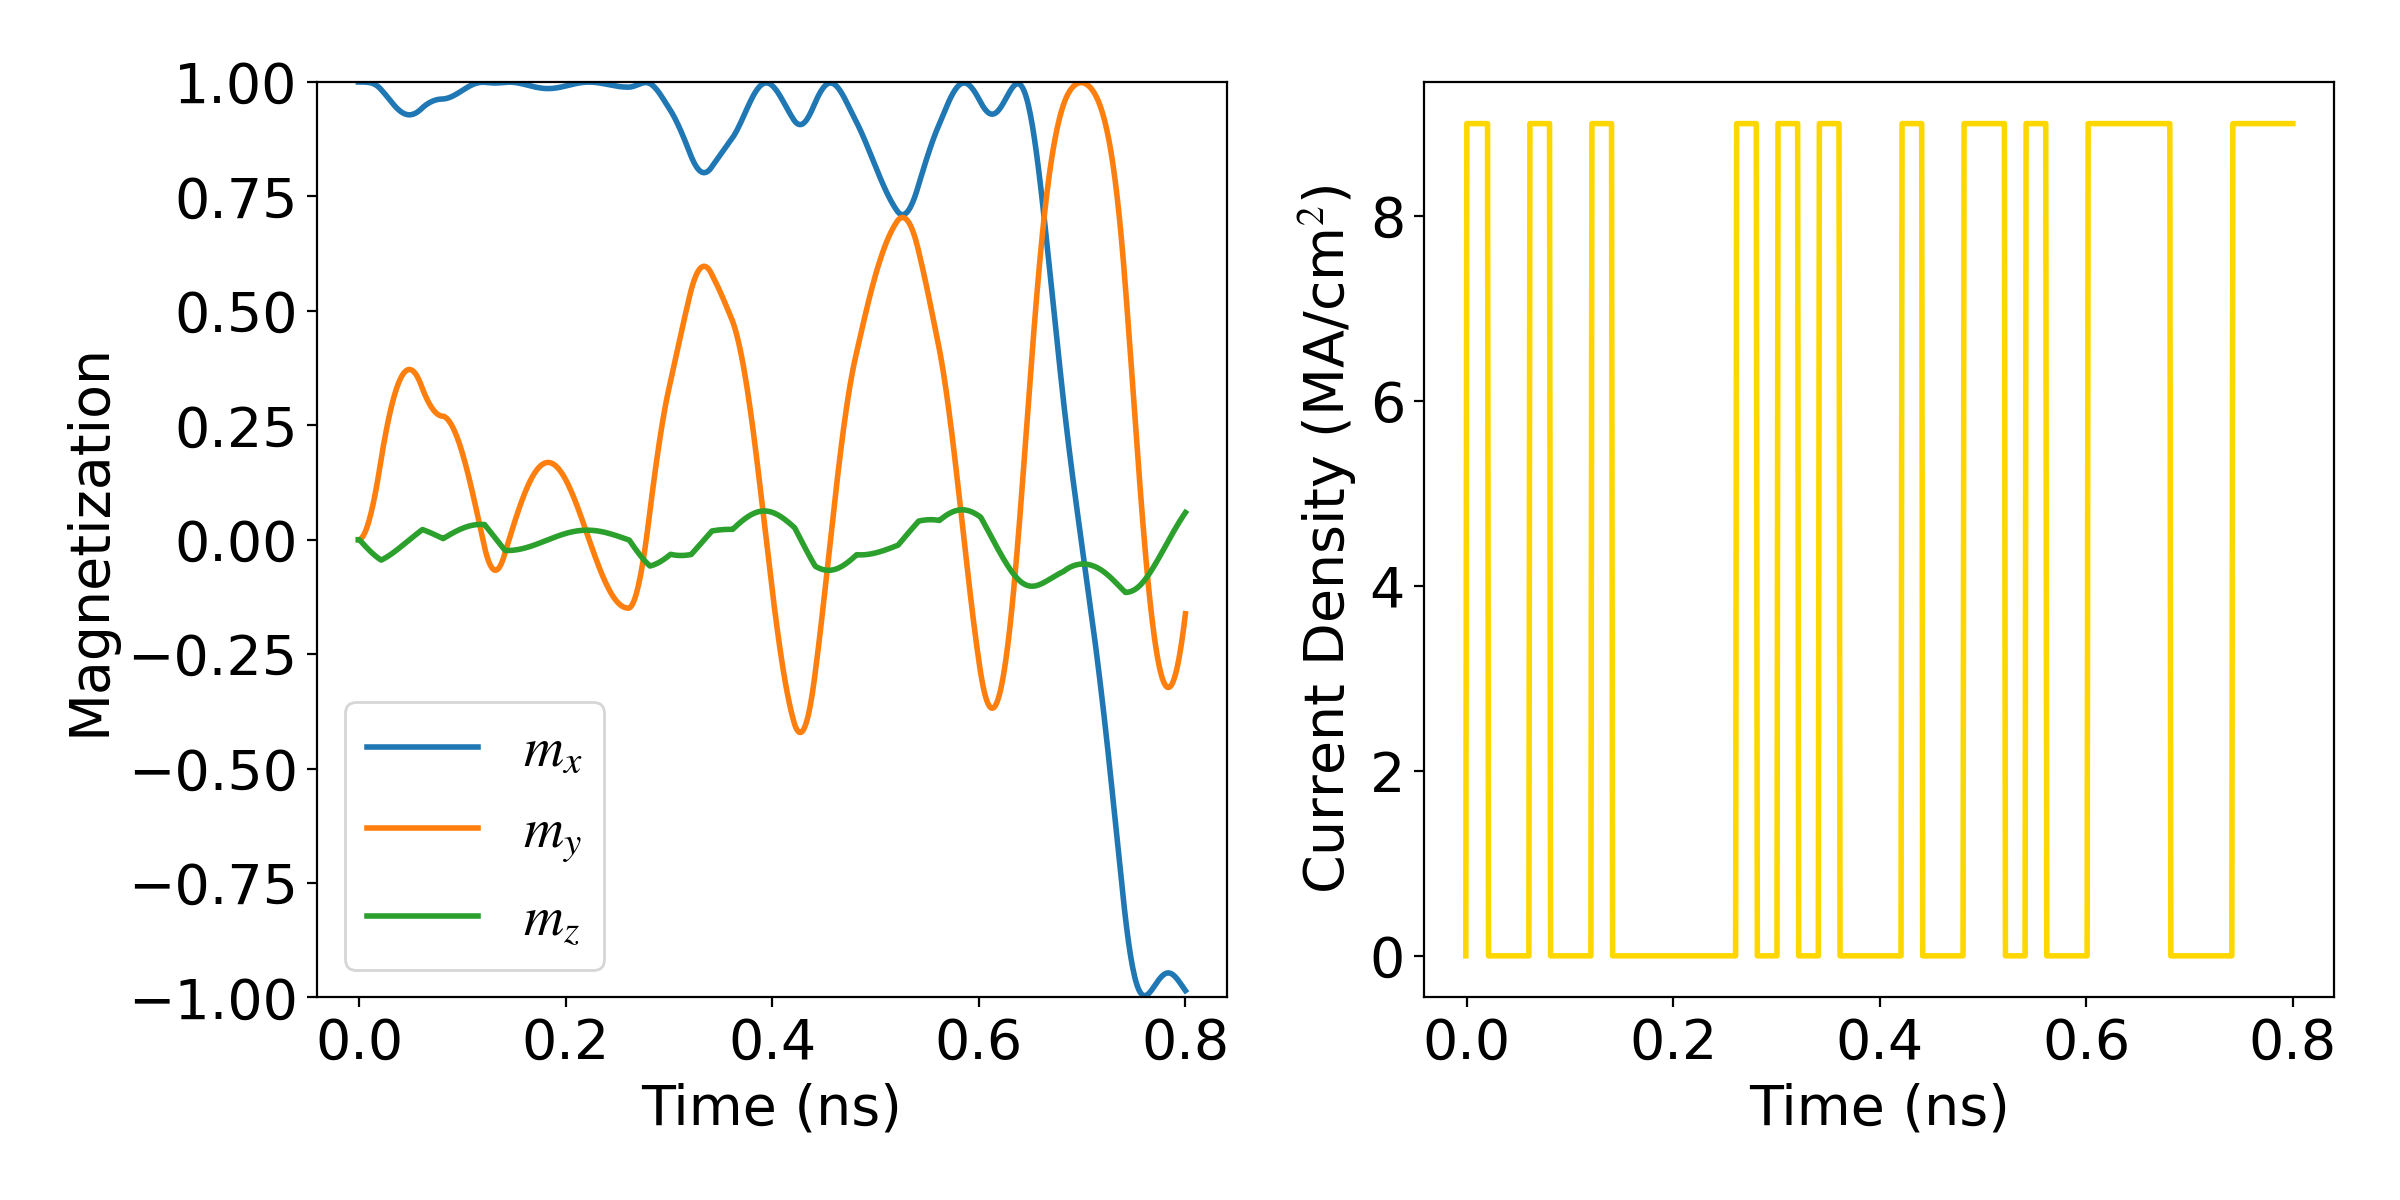 Magnetization
1.00
0.75
0.50
0.25
0.00
−0.25
−0.50
−0.75
−1.00
m_x
m_y
m_z
0.0 0.2 0.4 0.6 0.8
Time (ns)
Current Density (MA/cm²)
8
6
4
2
0
0.0 0.2 0.4 0.6 0.8
Time (ns)